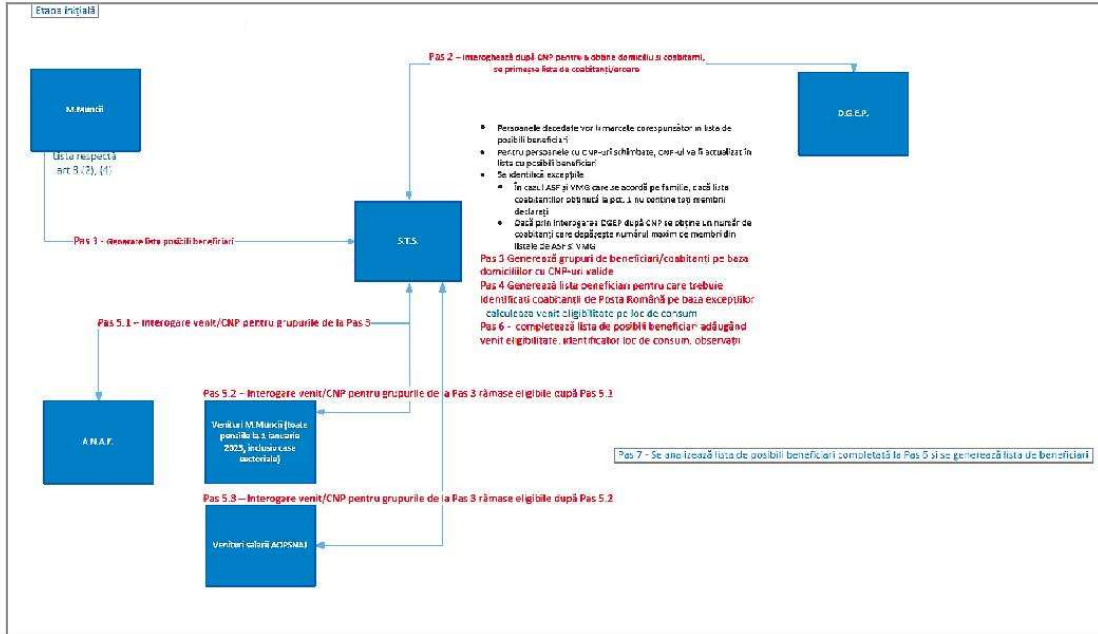 Etapa inițială
Pas 2 – Interoghează după CNP pentru a obține domiciliu și coabitanți,
se primește lista de coabitanți/eroare
M.Muncii
D.G.E.P.
Lista respectă
art 3 (2), (4)
Persoanele decedate vor fi marcate corespunzător în lista de
posibili beneficiari
Pentru persoanele cu CNP-uri schimbate, CNP-ul va fi actualizat în
lista cu posibili beneficiari
Se identifică excepțiile
În cazul ASF și VMG care se acordă pe familie, dacă lista
coabitanților obținută la pct. 1 nu conține toți membrii
declarați
Dacă prin interogarea DGEP după CNP se obține un număr de
coabitanți care depășește numărul maxim de membri din
listele de ASF și VMG
Pas 1 - Generare lista posibili beneficiari
S.T.S.
Pas 3 Generează grupuri de beneficiari/coabitanți pe baza
domiciliilor cu CNP-uri valide
Pas 4 Generează lista beneficiari pentru care trebuie
identificați coabitanții de Poșta Română pe baza excepțiilor
calculeaza venit eligibilitate pe loc de consum
Pas 6 - completează lista de posibili beneficiari adăugând
venit eligibilitate, identificator loc de consum, observații
Pas 5.1 – Interogare venit/CNP pentru grupurile de la Pas 3
Pas 5.2 – Interogare venit/CNP pentru grupurile de la Pas 3 rămase eligibile după Pas 5.1
A.N.A.F.
Venituri M.Muncii (toate
pensiile la 1 ianuarie
2023, inclusiv case
sectoriale)
Pas 7 - Se analizează lista de posibili beneficiari completată la Pas 6 și se generează lista de beneficiari
Pas 5.3 – Interogare venit/CNP pentru grupurile de la Pas 3 rămase eligibile după Pas 5.2
Venituri salarii AOPSNAJ